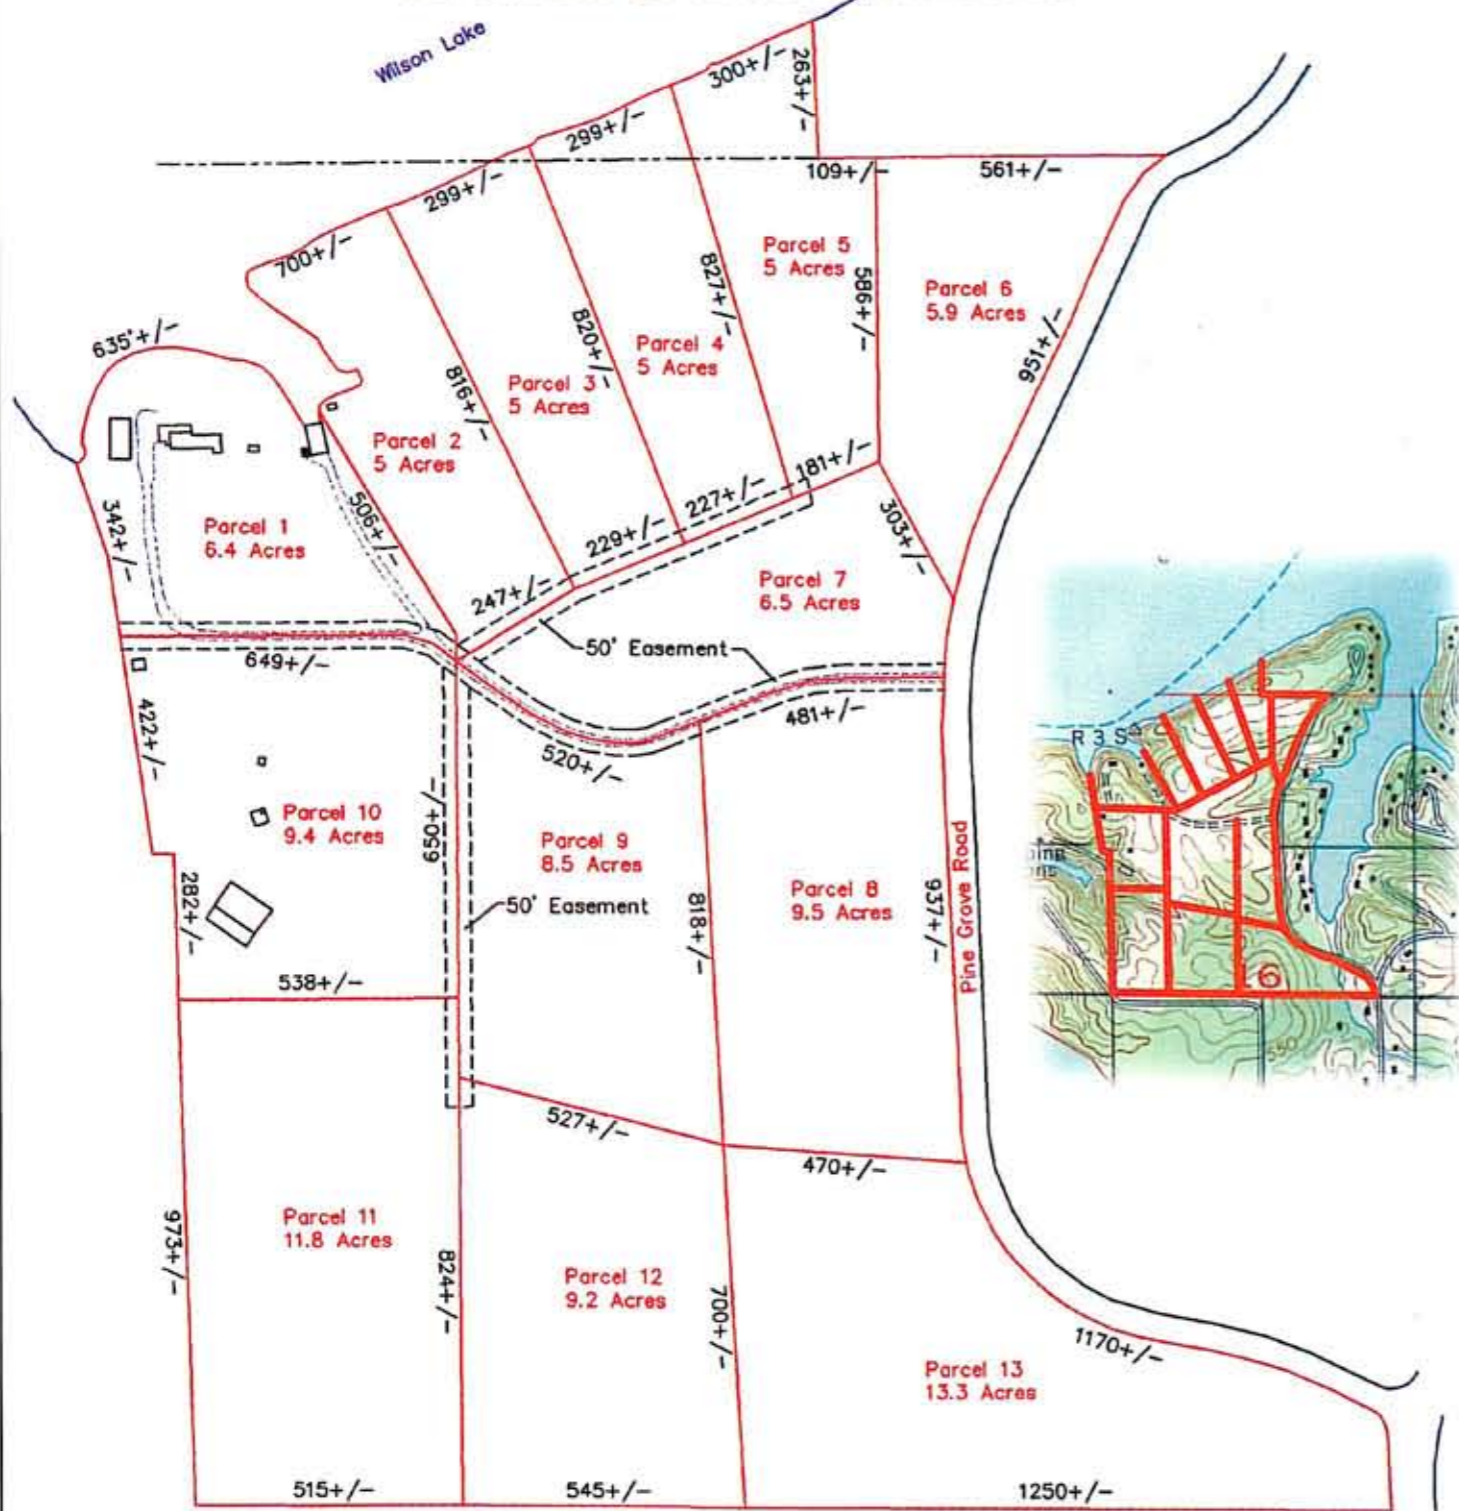 Wilson Lake
300+/-
263+/-
299+/-
109+/-
561+/-
299+/-
700+/-
Parcel 5
5 Acres
827+/-
586+/-
Parcel 6
5.9 Acres
951+/-
635'+/-
820+/-
Parcel 4
5 Acres
816+/-
Parcel 3
5 Acres
Parcel 2
5 Acres
181+/-
227+/-
229+/-
303+/-
342+/-
Parcel 1
6.4 Acres
506+/-
247+/-
Parcel 7
6.5 Acres
649+/-
50' Easement
481+/-
520+/-
422+/-
R 3 S
Parcel 10
9.4 Acres
650+/-
Parcel 9
8.5 Acres
50' Easement
818+/-
Parcel 8
9.5 Acres
937+/-
Pine Grove Road
282+/-
538+/-
6
550
527+/-
470+/-
973+/-
Parcel 11
11.8 Acres
824+/-
Parcel 12
9.2 Acres
700+/-
1170+/-
Parcel 13
13.3 Acres
515+/-
545+/-
1250+/-